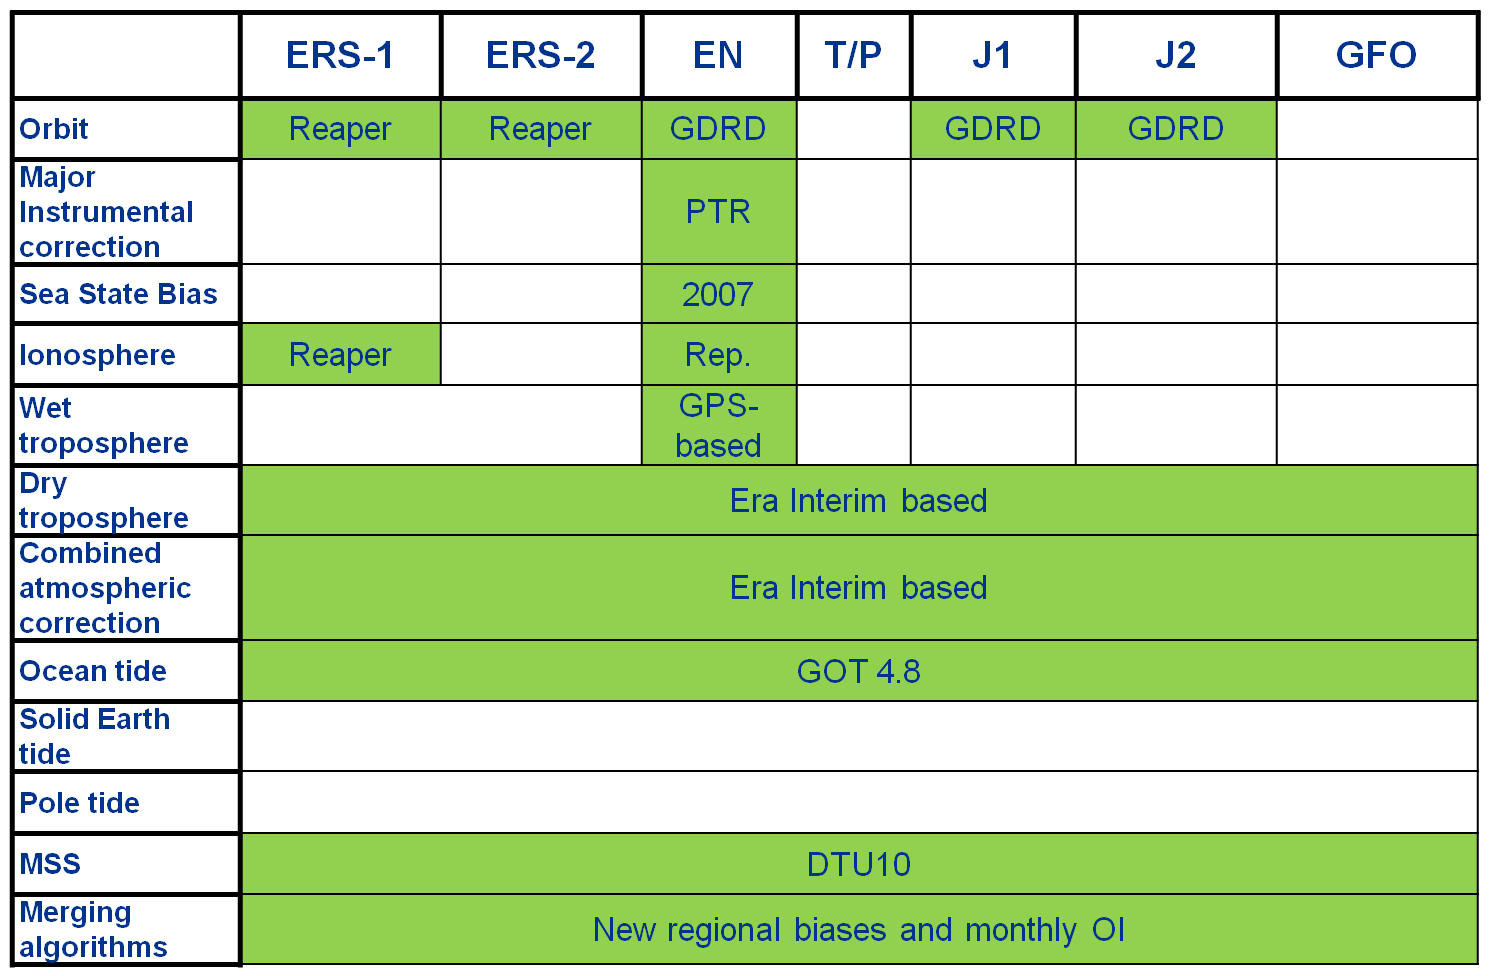 ERS-1 ERS-2 EN T/P J1 J2 GFO
Orbit Reaper Reaper GDRD GDRD GDRD
Major
Instrumental PTR
correction
Sea State Bias 2007
Ionosphere Reaper Rep.
Wet GPS-
troposphere based
Dry
troposphere
Era Interim based
Combined
atmospheric Era Interim based
correction
Ocean tide GOT 4.8
Solid Earth
tide
Pole tide
MSS DTU10
Merging
algorithms
New regional biases and monthly OI